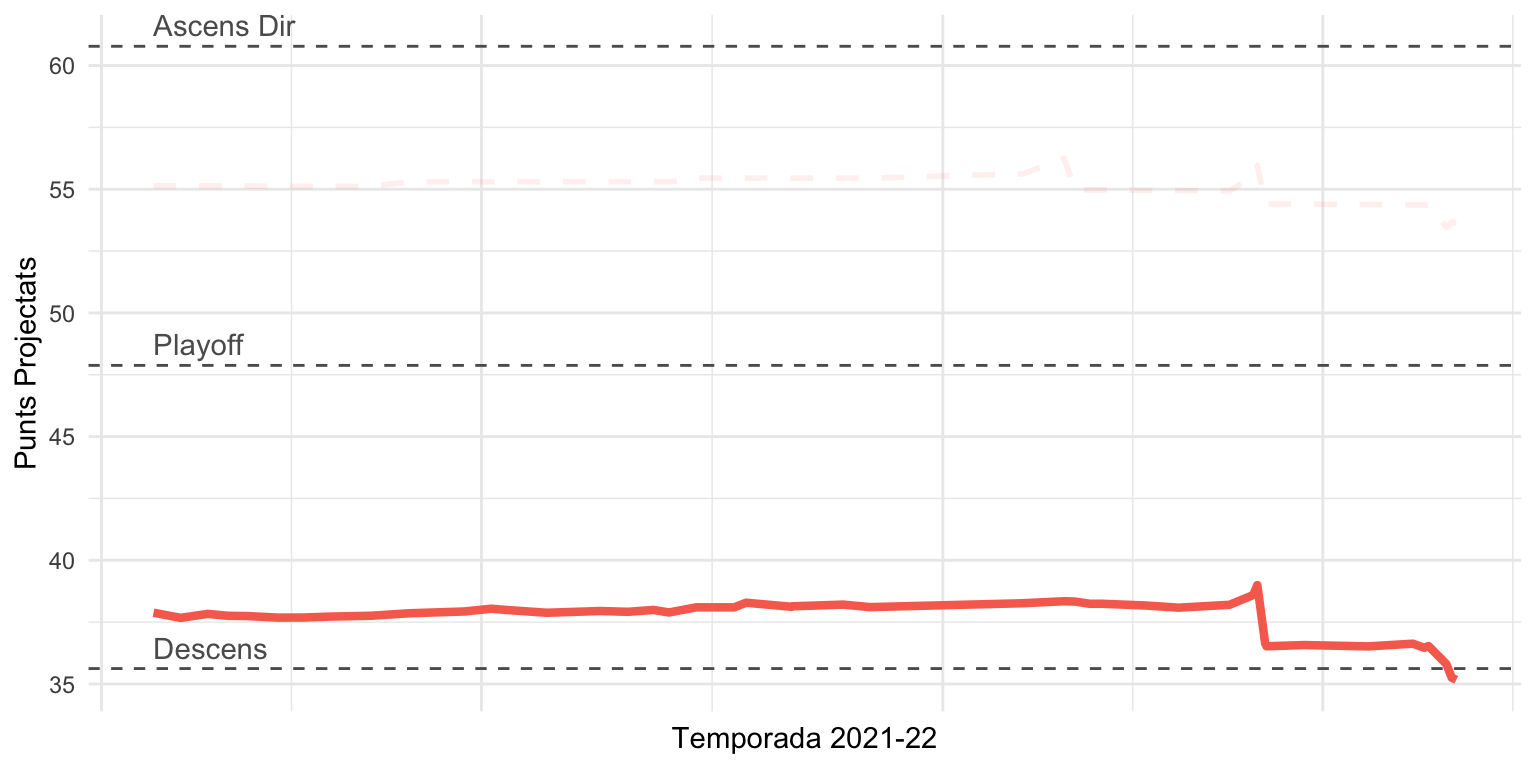 Ascens Dir
60
55
50
Playoff
45
40
Descens
35
Punts Projectats
Temporada 2021-22